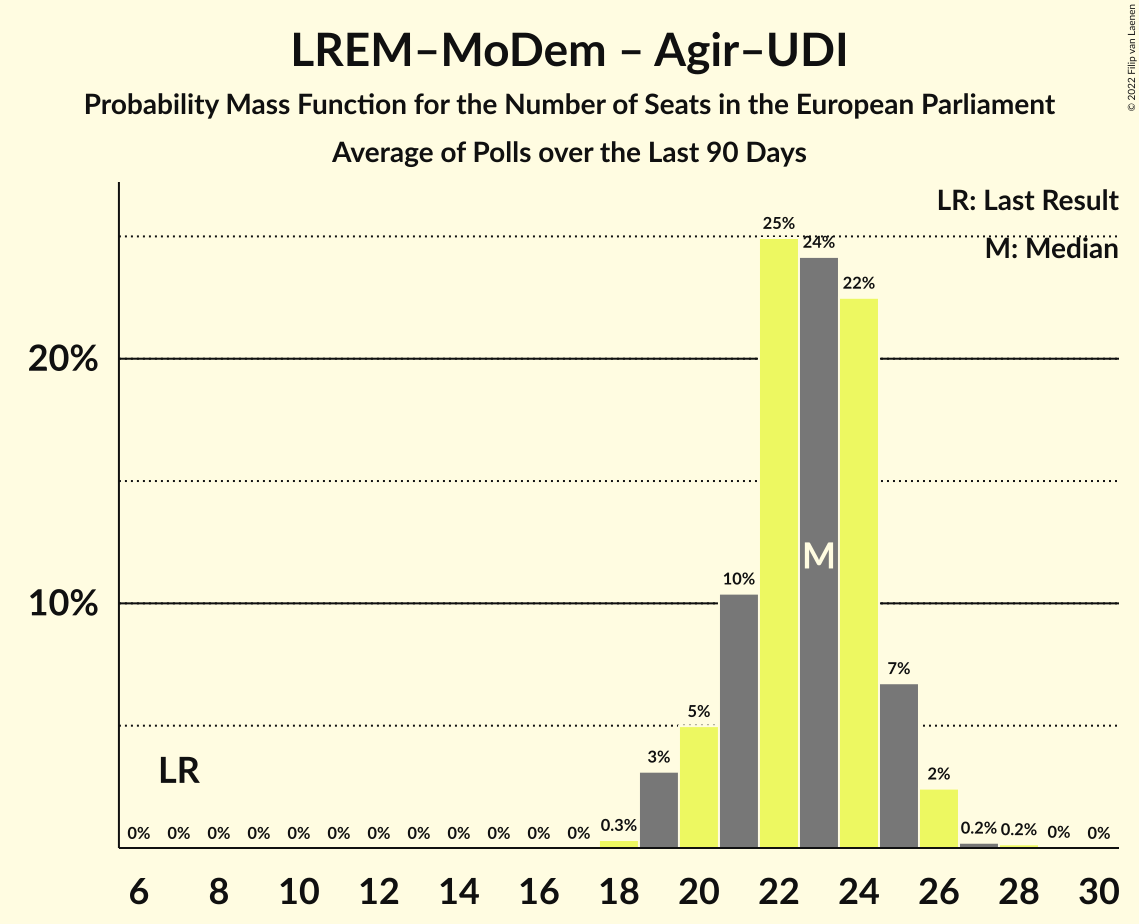 LREM–MoDem – Agir–UDI
Probability Mass Function for the Number of Seats in the European Parliament
Average of Polls over the Last 90 Days
© 2022 Filip van Laenen
LR: Last Result
M: Median
25%
24%
22%
20%
M
10%
10%
7%
5%
LR
3%
2%
0% 0% 0% 0% 0% 0% 0% 0% 0% 0% 0% 0% 0.3% 0.2% 0.2% 0% 0%
6 8 10 12 14 16 18 20 22 24 26 28 30